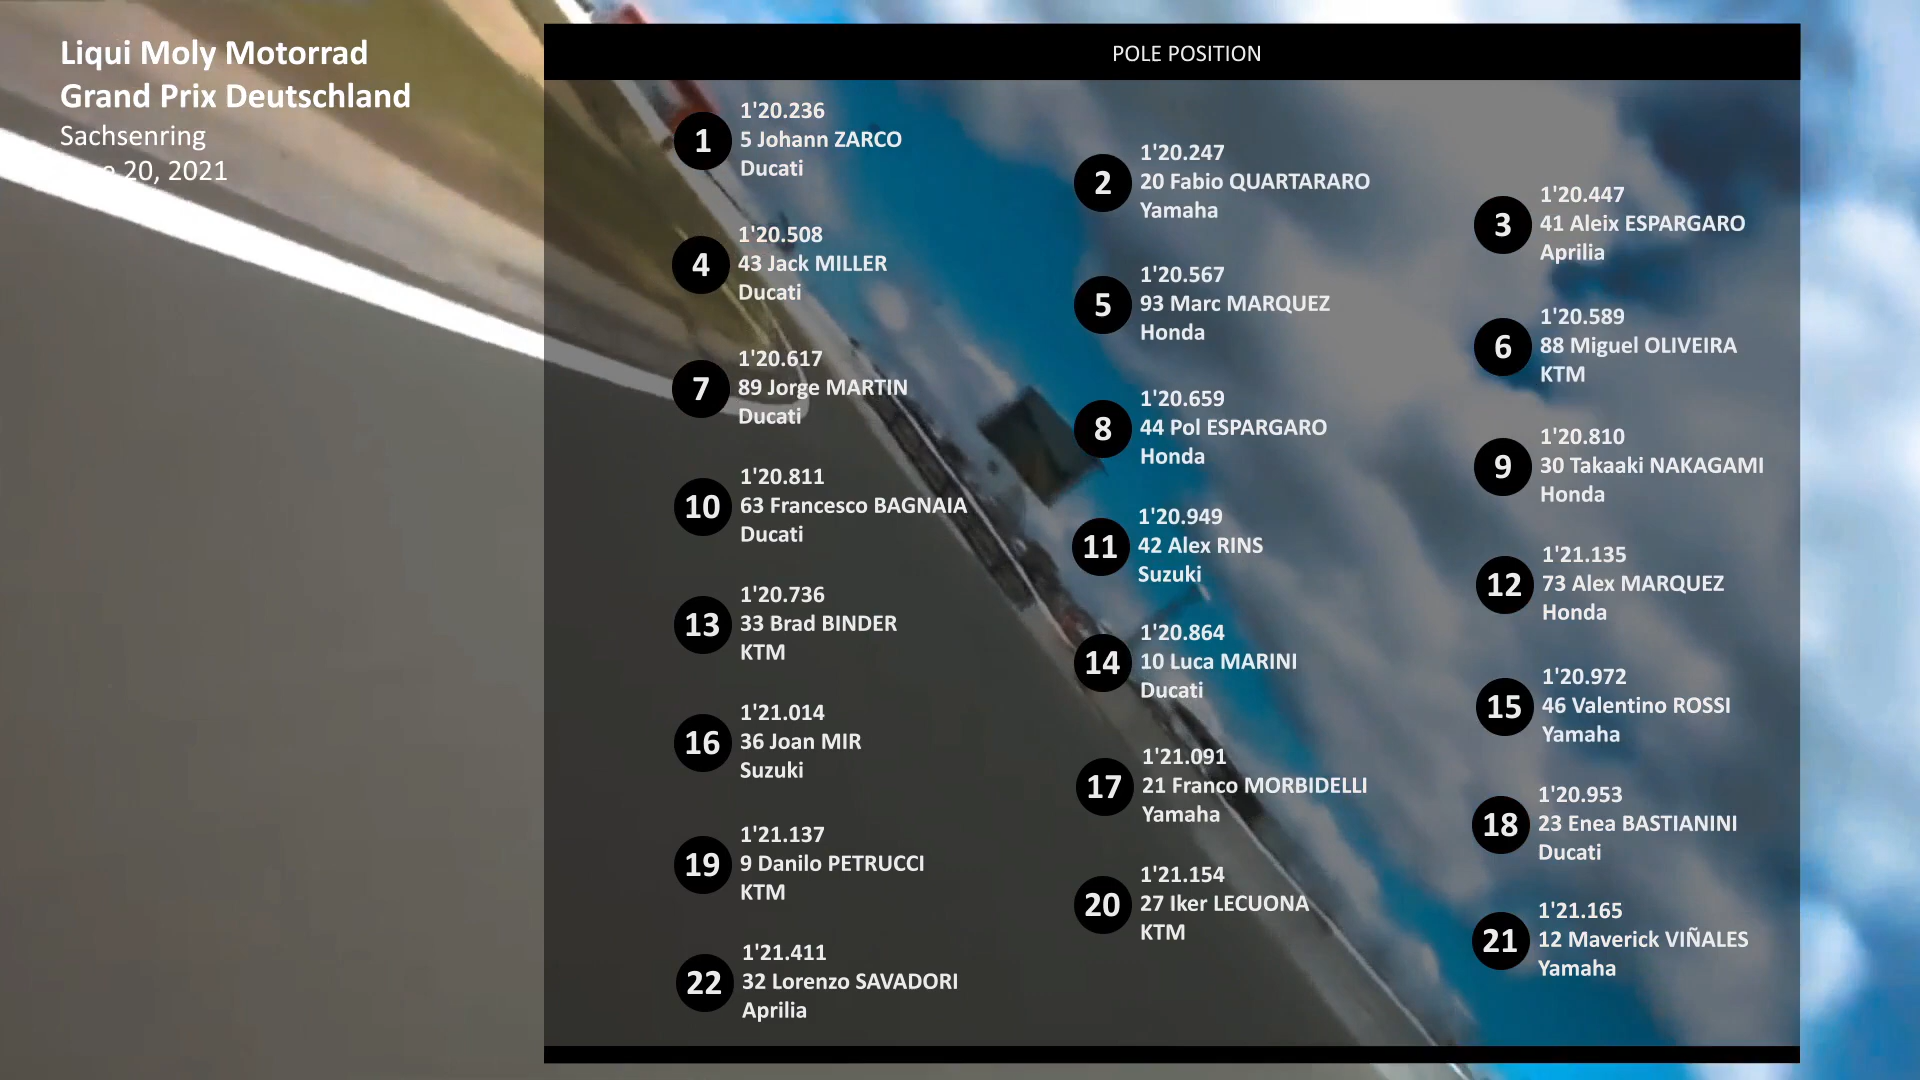 Liqui Moly Motorrad
Grand Prix Deutschland
Sachsenring
20, 2021
POLE POSITION
1
1'20.236
5 Johann ZARCO
Ducati
2
1'20.247
20 Fabio QUARTARARO
Yamaha
3
1'20.447
41 Aleix ESPARGARO
Aprilia
4
1'20.508
43 Jack MILLER
Ducati
5
1'20.567
93 Marc MARQUEZ
Honda
6
1'20.589
88 Miguel OLIVEIRA
KTM
7
1'20.617
89 Jorge MARTIN
Ducati
8
1'20.659
44 Pol ESPARGARO
Honda
9
1'20.810
30 Takaaki NAKAGAMI
Honda
10
1'20.811
63 Francesco BAGNAIA
Ducati
11
1'20.949
42 Alex RINS
Suzuki
12
1'21.135
73 Alex MARQUEZ
Honda
13
1'20.736
33 Brad BINDER
KTM
14
1'20.864
10 Luca MARINI
Ducati
15
1'20.972
46 Valentino ROSSI
Yamaha
16
1'21.014
36 Joan MIR
Suzuki
17
1'21.091
21 Franco MORBIDELLI
Yamaha
18
1'20.953
23 Enea BASTIANINI
Ducati
19
1'21.137
9 Danilo PETRUCCI
KTM
20
1'21.154
27 Iker LECUONA
KTM
21
1'21.165
12 Maverick VIÑALES
Yamaha
22
1'21.411
32 Lorenzo SAVADORI
Aprilia